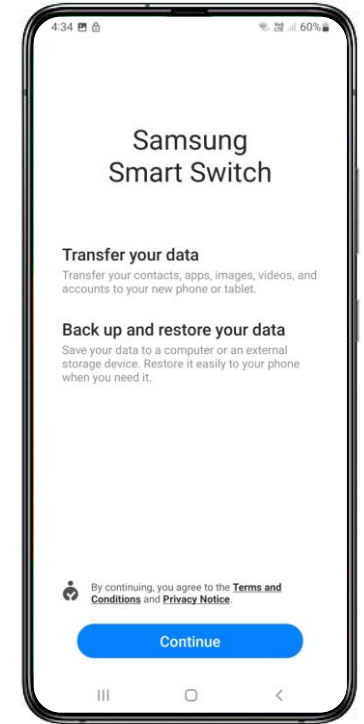 4:34
60%
Samsung
Smart Switch
Transfer your data
Transfer your contacts, apps, images, videos, and
accounts to your new phone or tablet.
Back up and restore your data
Save your data to a computer or an external
storage device. Restore it easily to your phone
when you need it.
By continuing, you agree to the Terms and
Conditions and Privacy Notice.
Continue